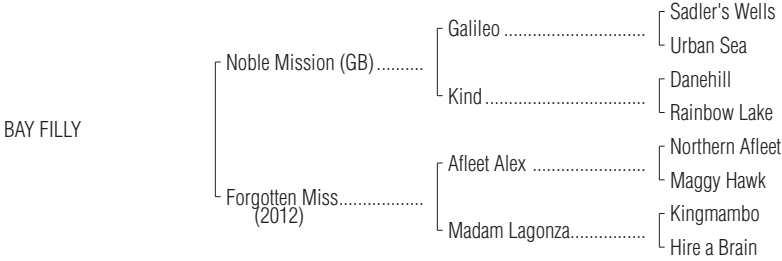 Sadler's Wells
Galileo ..............................
Urban Sea
Noble Mission (GB)..........
Danehill
Kind..................................
Rainbow Lake
BAY FILLY
Northern Afleet
Afleet Alex ........................
Maggy Hawk
Forgotten Miss..................
(2012)
Kingmambo
Madam Lagonza................
Hire a Brain